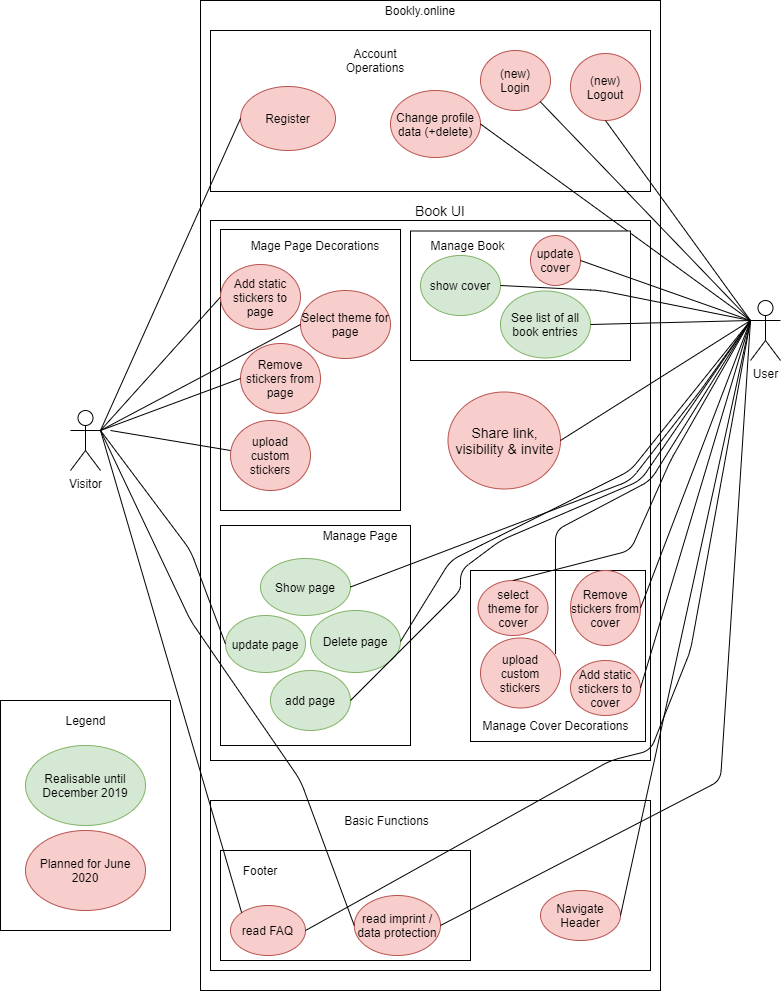 Bookly.online
Account
Operations
(new)
Login
(new)
Logout
Register
Change profile
data (+delete)
Book UI
Mage Page Decorations
Add static
stickers to
page
Select theme for
page
Remove
stickers from
page
upload
custom
stickers
Manage Book
update
cover
show cover
See list of all
book entries
User
Share link,
visibility & invite
Visitor
Manage Page
Show page
update page
Delete page
add page
select
theme for
cover
Remove
stickers from
cover
upload
custom
stickers
Add static
stickers to
cover
Manage Cover Decorations
Legend
Realisable until
December 2019
Planned for June
2020
Basic Functions
Footer
read FAQ
read imprint /
data protection
Navigate
Header